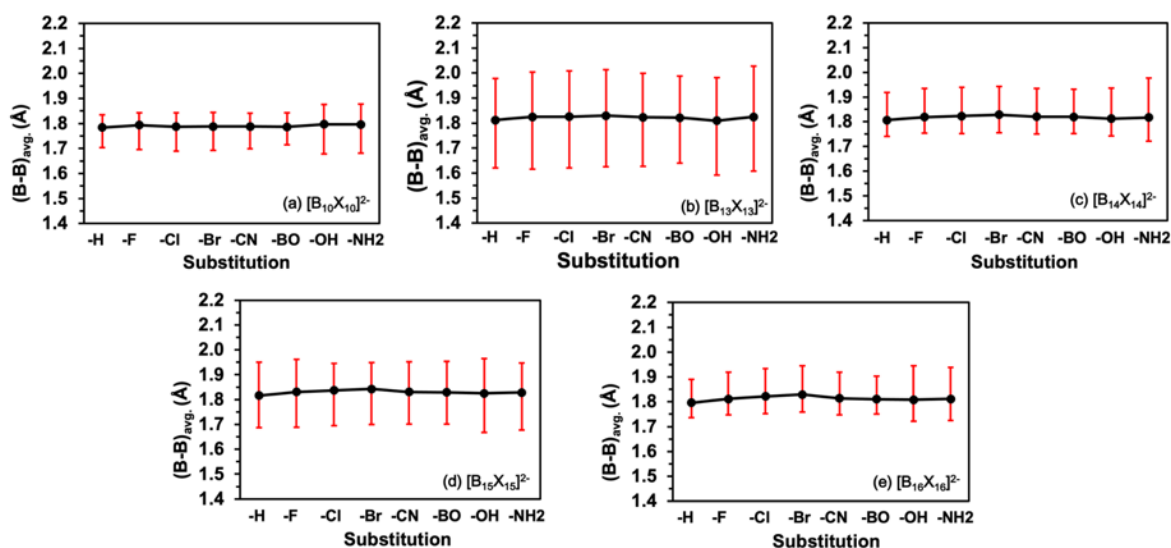 (B-B)avg. (Å)
2.2
2.1
2.0
1.9
1.8
1.7
1.6
1.5
1.4
(a) [B10X10]2-
-H -F -Cl -Br -CN -BO -OH -NH2
Substitution
(B-B)avg. (Å)
2.2
2.1
2.0
1.9
1.8
1.7
1.6
1.5
1.4
(b) [B13X13]2-
-H -F -Cl -Br -CN -BO -OH -NH2
Substitution
(B-B)avg. (Å)
2.2
2.1
2.0
1.9
1.8
1.7
1.6
1.5
1.4
(c) [B14X14]2-
-H -F -Cl -Br -CN -BO -OH -NH2
Substitution
(B-B)avg. (Å)
2.2
2.1
2.0
1.9
1.8
1.7
1.6
1.5
1.4
(d) [B15X15]2-
-H -F -Cl -Br -CN -BO -OH -NH2
Substitution
(B-B)avg. (Å)
2.2
2.1
2.0
1.9
1.8
1.7
1.6
1.5
1.4
(e) [B16X16]2-
-H -F -Cl -Br -CN -BO -OH -NH2
Substitution